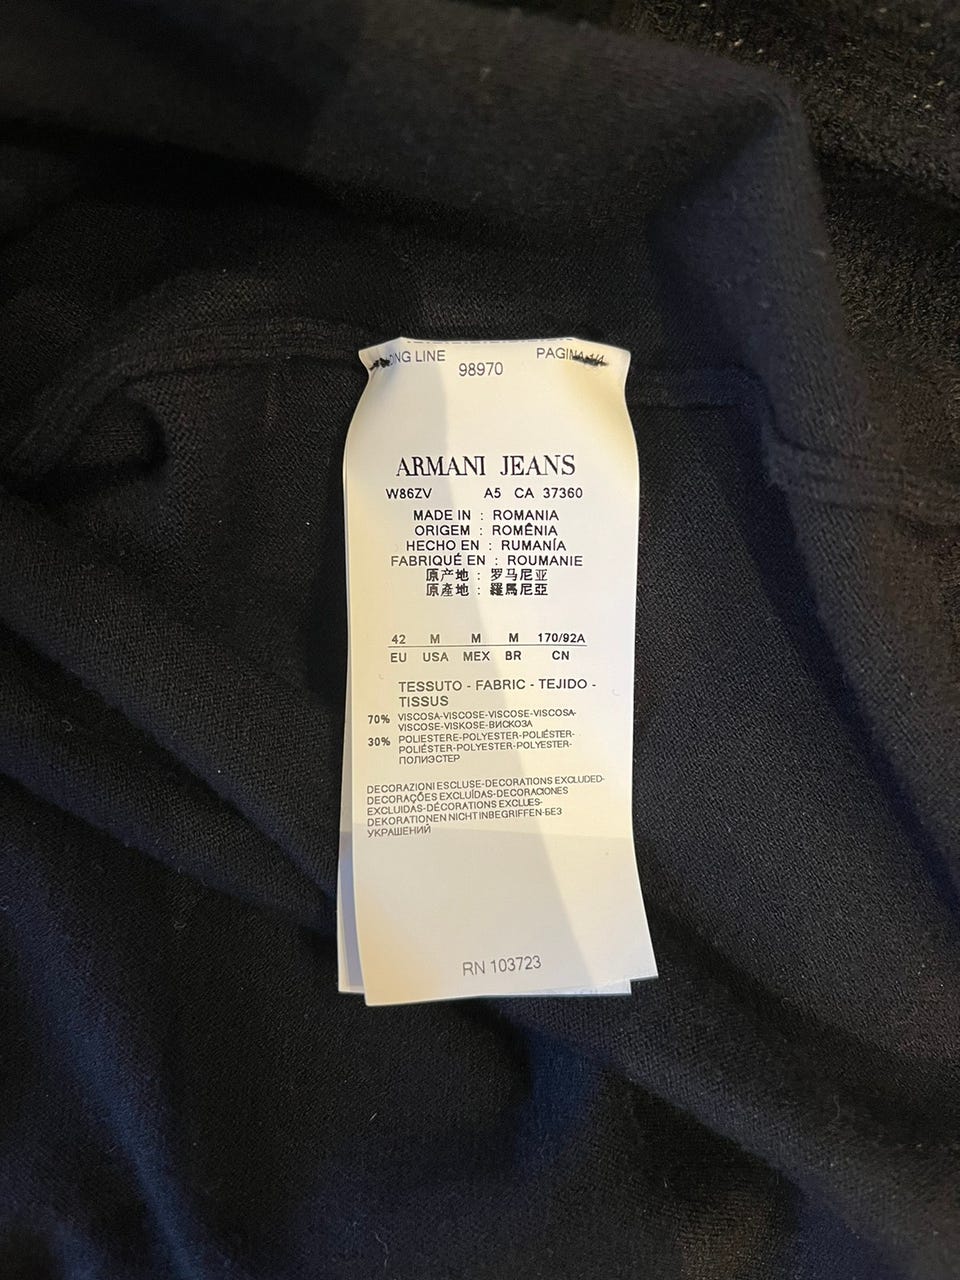 LINE PAGINA
98970
ARMANI JEANS
W86ZV A5 CA 37360
MADE IN : ROMANIA
ORIGEM : ROMÊNIA
HECHO EN : RUMANÍA
FABRIQUÉ EN : ROUMANIE
原产地 : 罗马尼亚
原產地 : 羅馬尼亞
42 M M M 170/92A
EU USA MEX BR CN
TESSUTO - FABRIC - TEJIDO -
TISSUS
70% VISCOSA-VISCOSE-VISCOSE-VISCOSA-
VISCOSE-VISKOSE-ВИСКОЗА
30% POLIESTERE-POLYESTER-POLIÉSTER-
POLIÉSTER-POLYESTER-POLYESTER-
ПОЛИЭСТЕР
DECORAZIONI ESCLUSE-DECORATIONS EXCLUDED-
DECORAÇÕES EXCLUÍDAS-DECORACIONES
EXCLUIDAS-DÉCORATIONS EXCLUES-
DEKORATIONEN NICHT INBEGRIFFEN-БЕЗ
УКРАШЕНИЙ
RN 103723